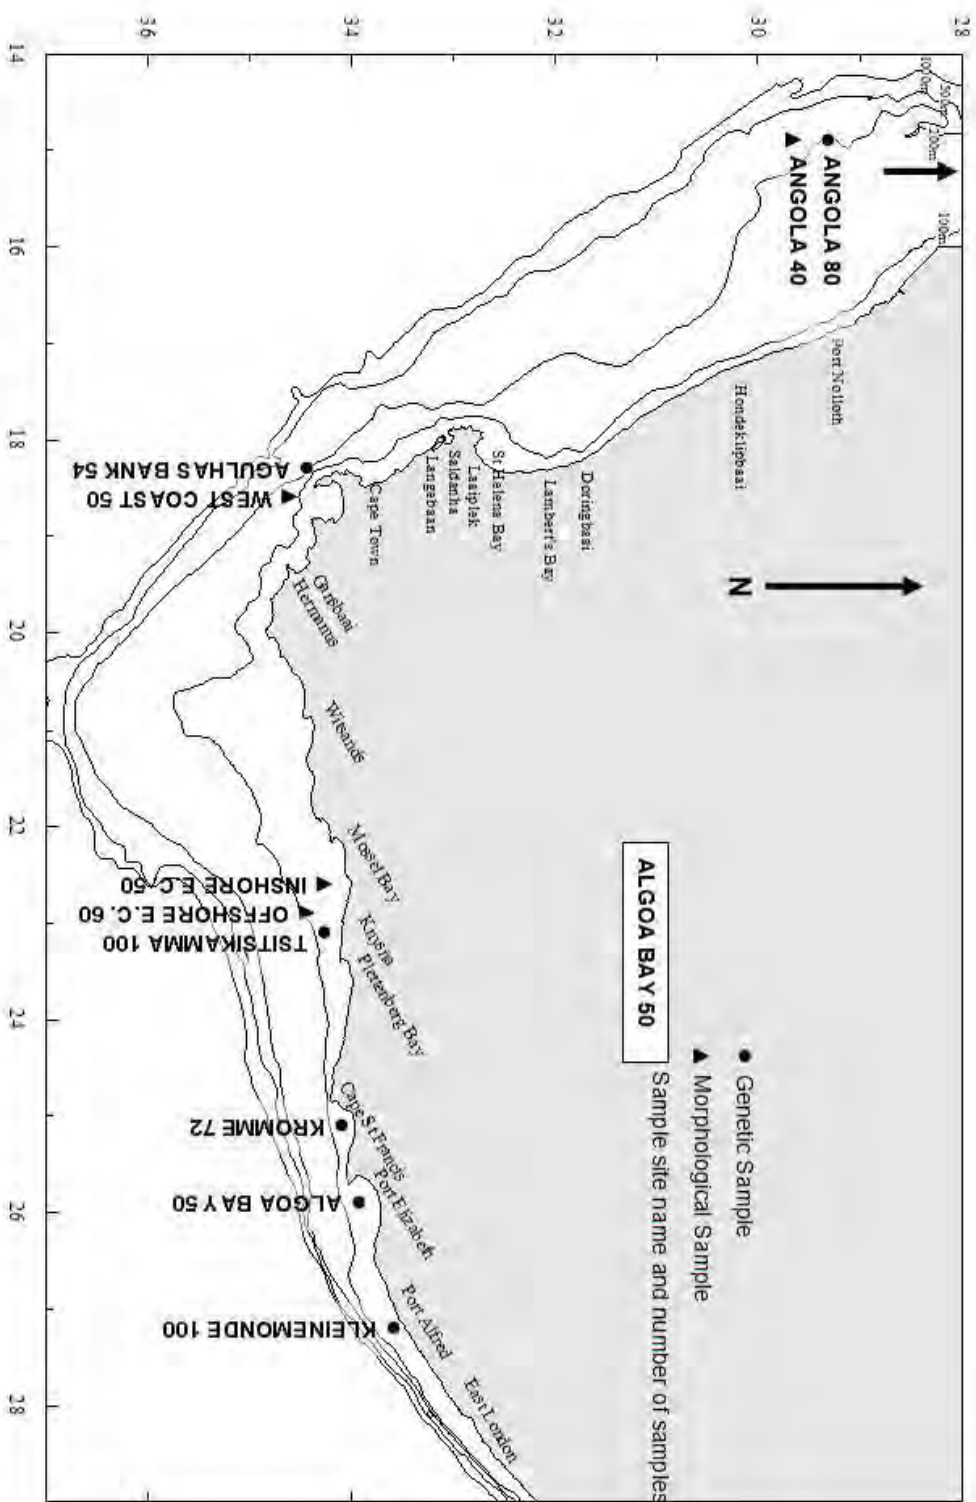 28
30
32
34
36
14
16
18
20
22
24
26
28
1000m
500m
200m
100m
ANGOLA 80
ANGOLA 40
Port Nolloth
Hondeklipbaai
Doringbaai
Lambert's Bay
St Helena Bay
Laaiplek
Saldanha
Langebaan
Cape Town
Gansbaai
Hermanus
Witsands
Mossel Bay
Knysna
Pletenberg Bay
Cape St Francis
Port Elizabeth
Port Alfred
East London
N
AGULHAS BANK 54
WEST COAST 50
INSHORE E.C. 50
OFFSHORE E.C. 60
TSITSIKAMMA 100
KROMME 72
ALGOA BAY 50
KLEINEMONDE 100
Genetic Sample
Morphological Sample
ALGOA BAY 50
Sample site name and number of samples